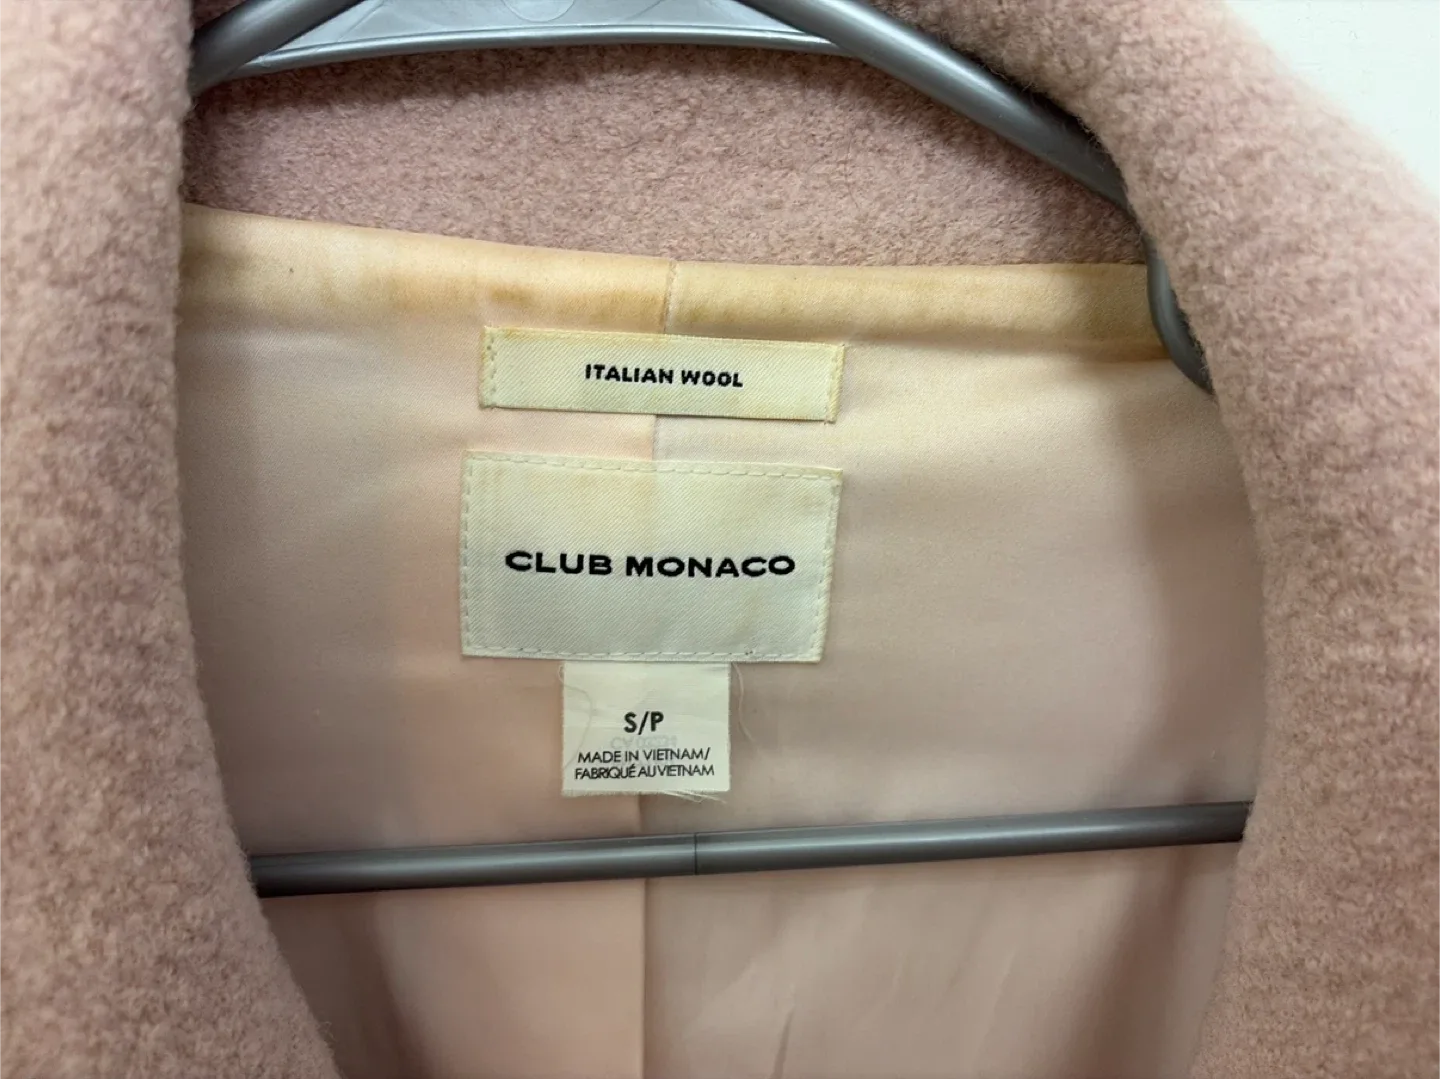 ITALIAN WOOL
CLUB MONACO
S/P
MADE IN VIETNAM/
FABRIQUÉ AU VIETNAM